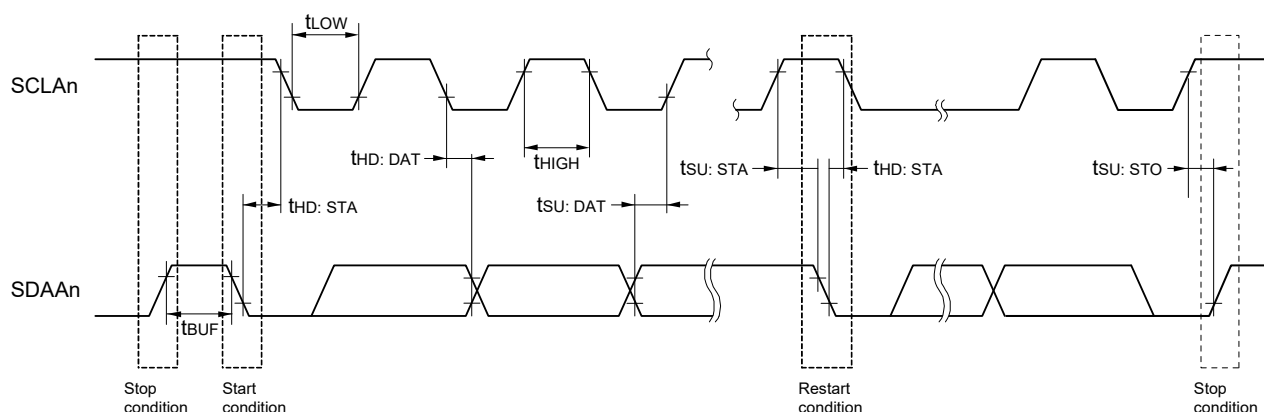 tLOW
SCLAn
tHD: DAT
tHIGH
tSU: STA
tHD: STA
tSU: STO
tHD: STA
tSU: DAT
SDAAn
tBUF
Stop
condition
Start
condition
Restart
condition
Stop
condition